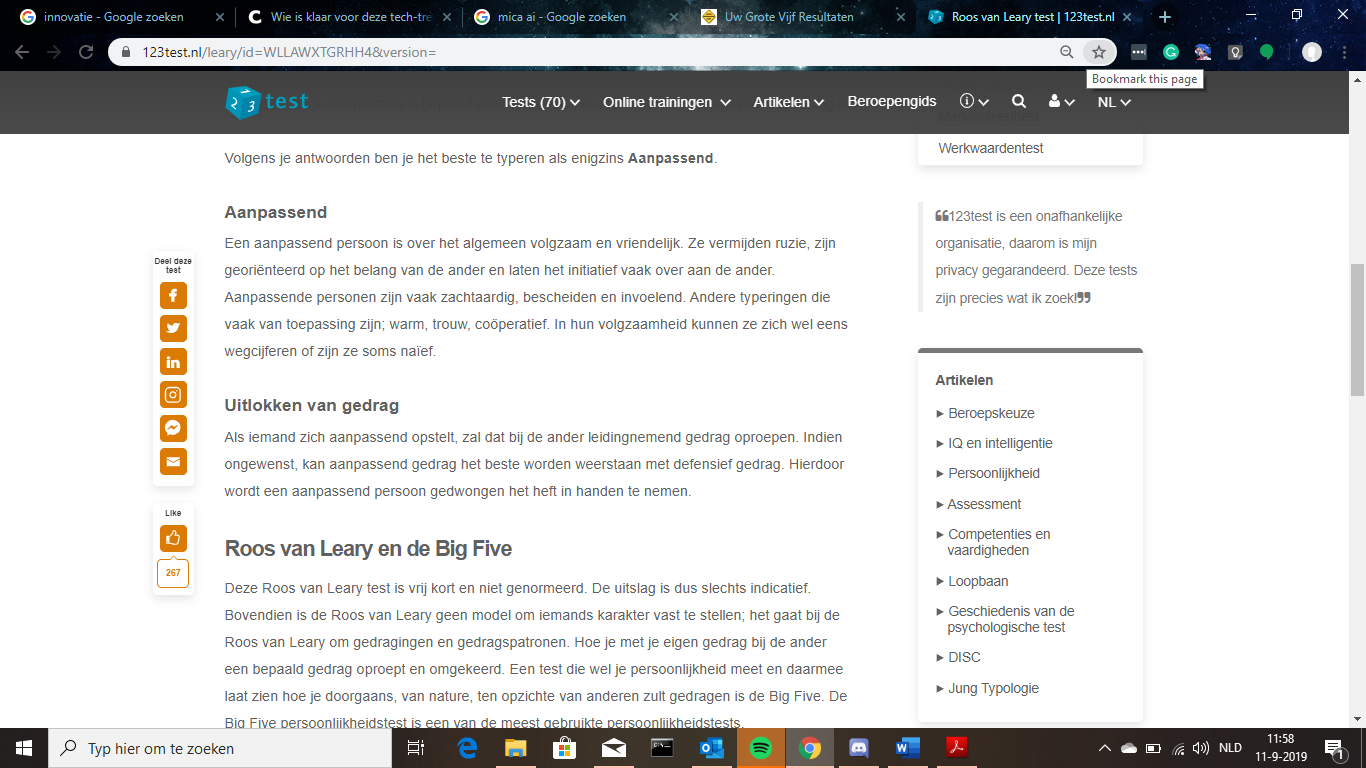 innovatie - Google zoeken
Wie is klaar voor deze tech-tre
mica ai - Google zoeken
Uw Grote Vijf Resultaten
Roos van Leary test | 123test.nl
123test.nl/leary/id=WLLAWXTGRHH4&version=
Bookmark this page
123 test
Tests (70)
Online trainingen
Artikelen
Beroepengids
NL
Volgens je antwoorden ben je het beste te typeren als enigzins Aanpassend.
Aanpassend
Een aanpassend persoon is over het algemeen volgzaam en vriendelijk. Ze vermijden ruzie, zijn
georiënteerd op het belang van de ander en laten het initiatief vaak over aan de ander.
Aanpassende personen zijn vaak zachtaardig, bescheiden en invoelend. Andere typeringen die
vaak van toepassing zijn; warm, trouw, coöperatief. In hun volgzaamheid kunnen ze zich wel eens
wegcijferen of zijn ze soms naïef.
Uitlokken van gedrag
Als iemand zich aanpassend opstelt, zal dat bij de ander leidingnemend gedrag oproepen. Indien
ongewenst, kan aanpassend gedrag het beste worden weerstaan met defensief gedrag. Hierdoor
wordt een aanpassend persoon gedwongen het heft in handen te nemen.
Roos van Leary en de Big Five
Deze Roos van Leary test is vrij kort en niet genormeerd. De uitslag is dus slechts indicatief.
Bovendien is de Roos van Leary geen model om iemands karakter vast te stellen; het gaat bij de
Roos van Leary om gedragingen en gedragspatronen. Hoe je met je eigen gedrag bij de ander
een bepaald gedrag oproept en omgekeerd. Een test die wel je persoonlijkheid meet en daarmee
laat zien hoe je doorgaans, van nature, ten opzichte van anderen zult gedragen is de Big Five. De
Big Five persoonlijkheidstest is een van de meest gebruikte persoonlijkheidstests.
Deel deze
test
Like
267
Managementtest
Werkwaardentest
❝123test is een onafhankelijke
organisatie, daarom is mijn
privacy gegarandeerd. Deze tests
zijn precies wat ik zoek!❞
Artikelen
Beroepskeuze
IQ en intelligentie
Persoonlijkheid
Assessment
Competenties en
vaardigheden
Loopbaan
Geschiedenis van de
psychologische test
DISC
Jung Typologie
Typ hier om te zoeken
NLD
11:58
11-9-2019
1